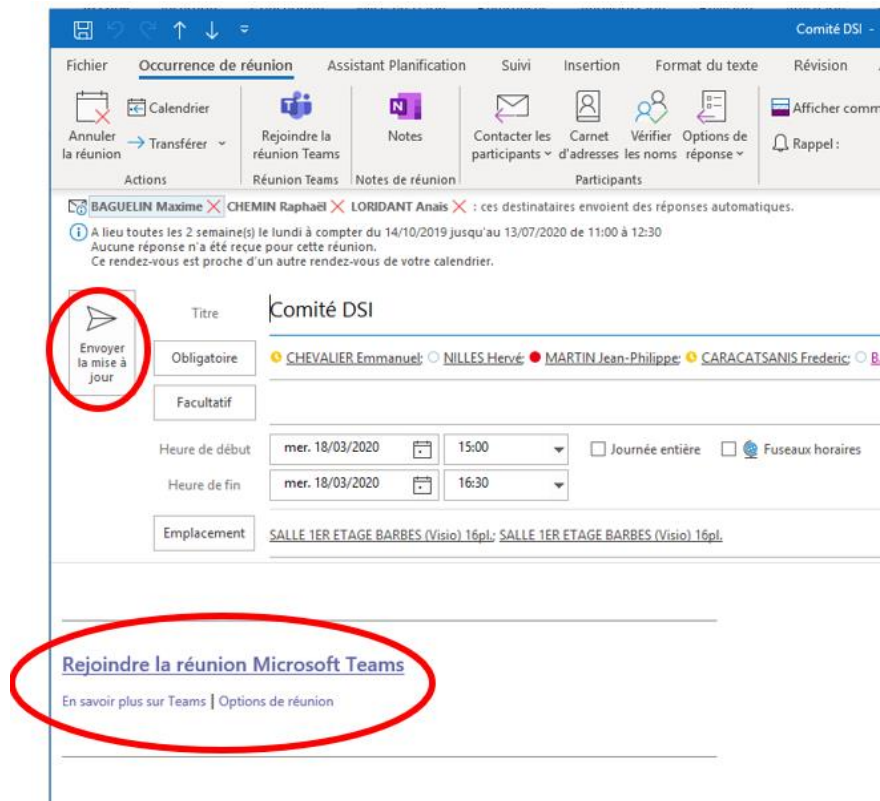 Comité DSI -
Fichier Occurrence de réunion Assistant Planification Suivi Insertion Format du texte Révision
Annuler la réunion
Calendrier
Transférer
Actions
Rejoindre la réunion Teams
Réunion Teams
Notes
Notes de réunion
Contacter les participants
Carnet d'adresses
Vérifier les noms
Options de réponse
Participants
Afficher comm
Rappel :
BAGUELIN Maxime CHEMIN Raphaël LORIDANT Anais : ces destinataires envoient des réponses automatiques.
A lieu toutes les 2 semaine(s) le lundi à compter du 14/10/2019 jusqu'au 13/07/2020 de 11:00 à 12:30
Aucune réponse n'a été reçue pour cette réunion.
Ce rendez-vous est proche d'un autre rendez-vous de votre calendrier.
Envoyer la mise à jour
Titre Comité DSI
Obligatoire CHEVALIER Emmanuel; NILLES Hervé; MARTIN Jean-Philippe; CARACATSANIS Frederic; B
Facultatif
Heure de début mer. 18/03/2020 15:00 Journée entière Fuseaux horaires
Heure de fin mer. 18/03/2020 16:30
Emplacement SALLE 1ER ETAGE BARBES (Visio) 16pl.; SALLE 1ER ETAGE BARBES (Visio) 16pl.
Rejoindre la réunion Microsoft Teams
En savoir plus sur Teams | Options de réunion